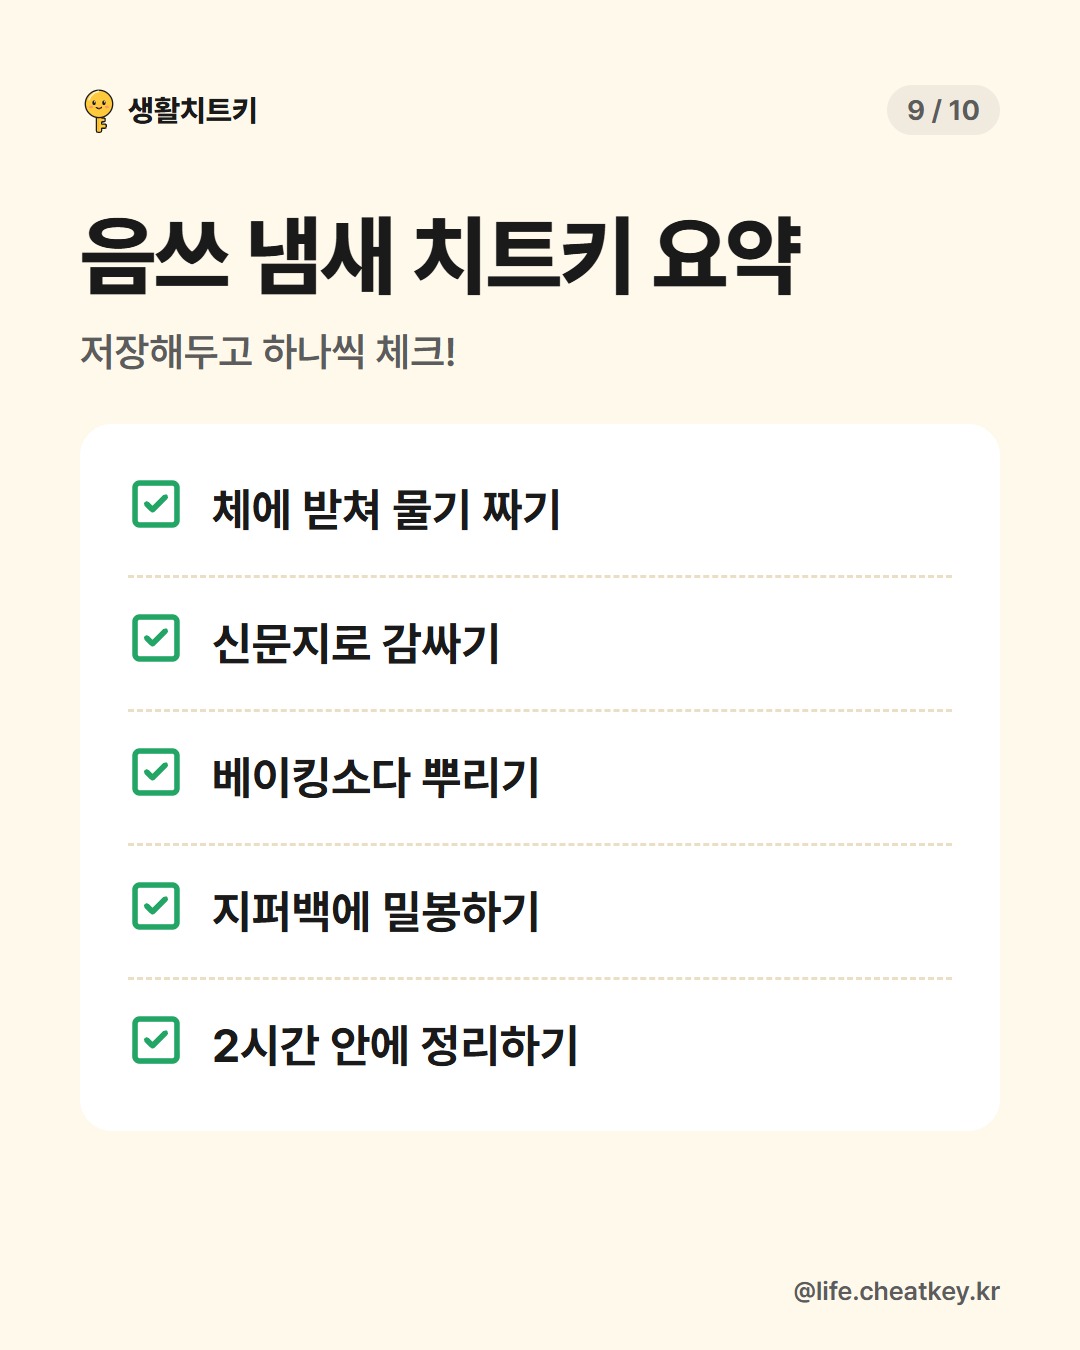 생활치트키
9 / 10
음쓰 냄새 치트키 요약
저장해두고 하나씩 체크!
체에 받쳐 물기 짜기
신문지로 감싸기
베이킹소다 뿌리기
지퍼백에 밀봉하기
2시간 안에 정리하기
@life.cheatkey.kr